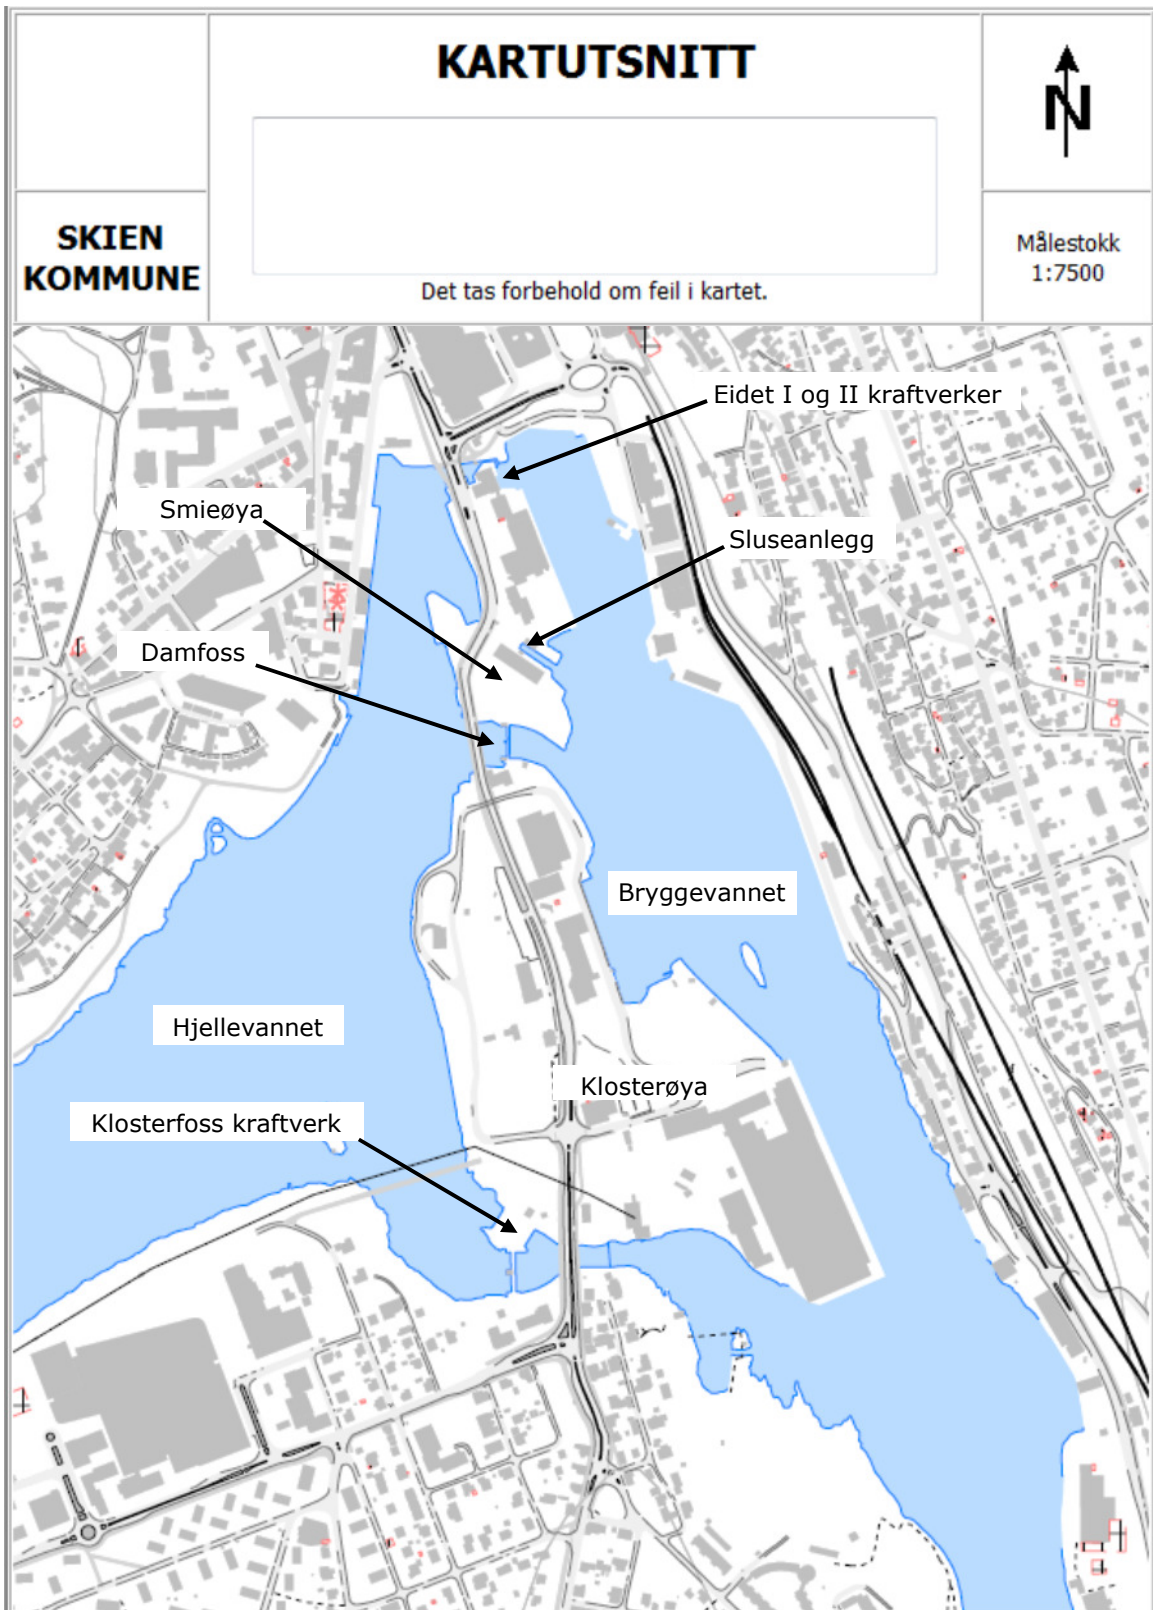 KARTUTSNITT
N
SKIEN
KOMMUNE
Målestokk
1:7500
Det tas forbehold om feil i kartet.
Eidet I og II kraftverker
Smieøya
Sluseanlegg
Damfoss
Bryggevannet
Hjellevannet
Klosterøya
Klosterfoss kraftverk